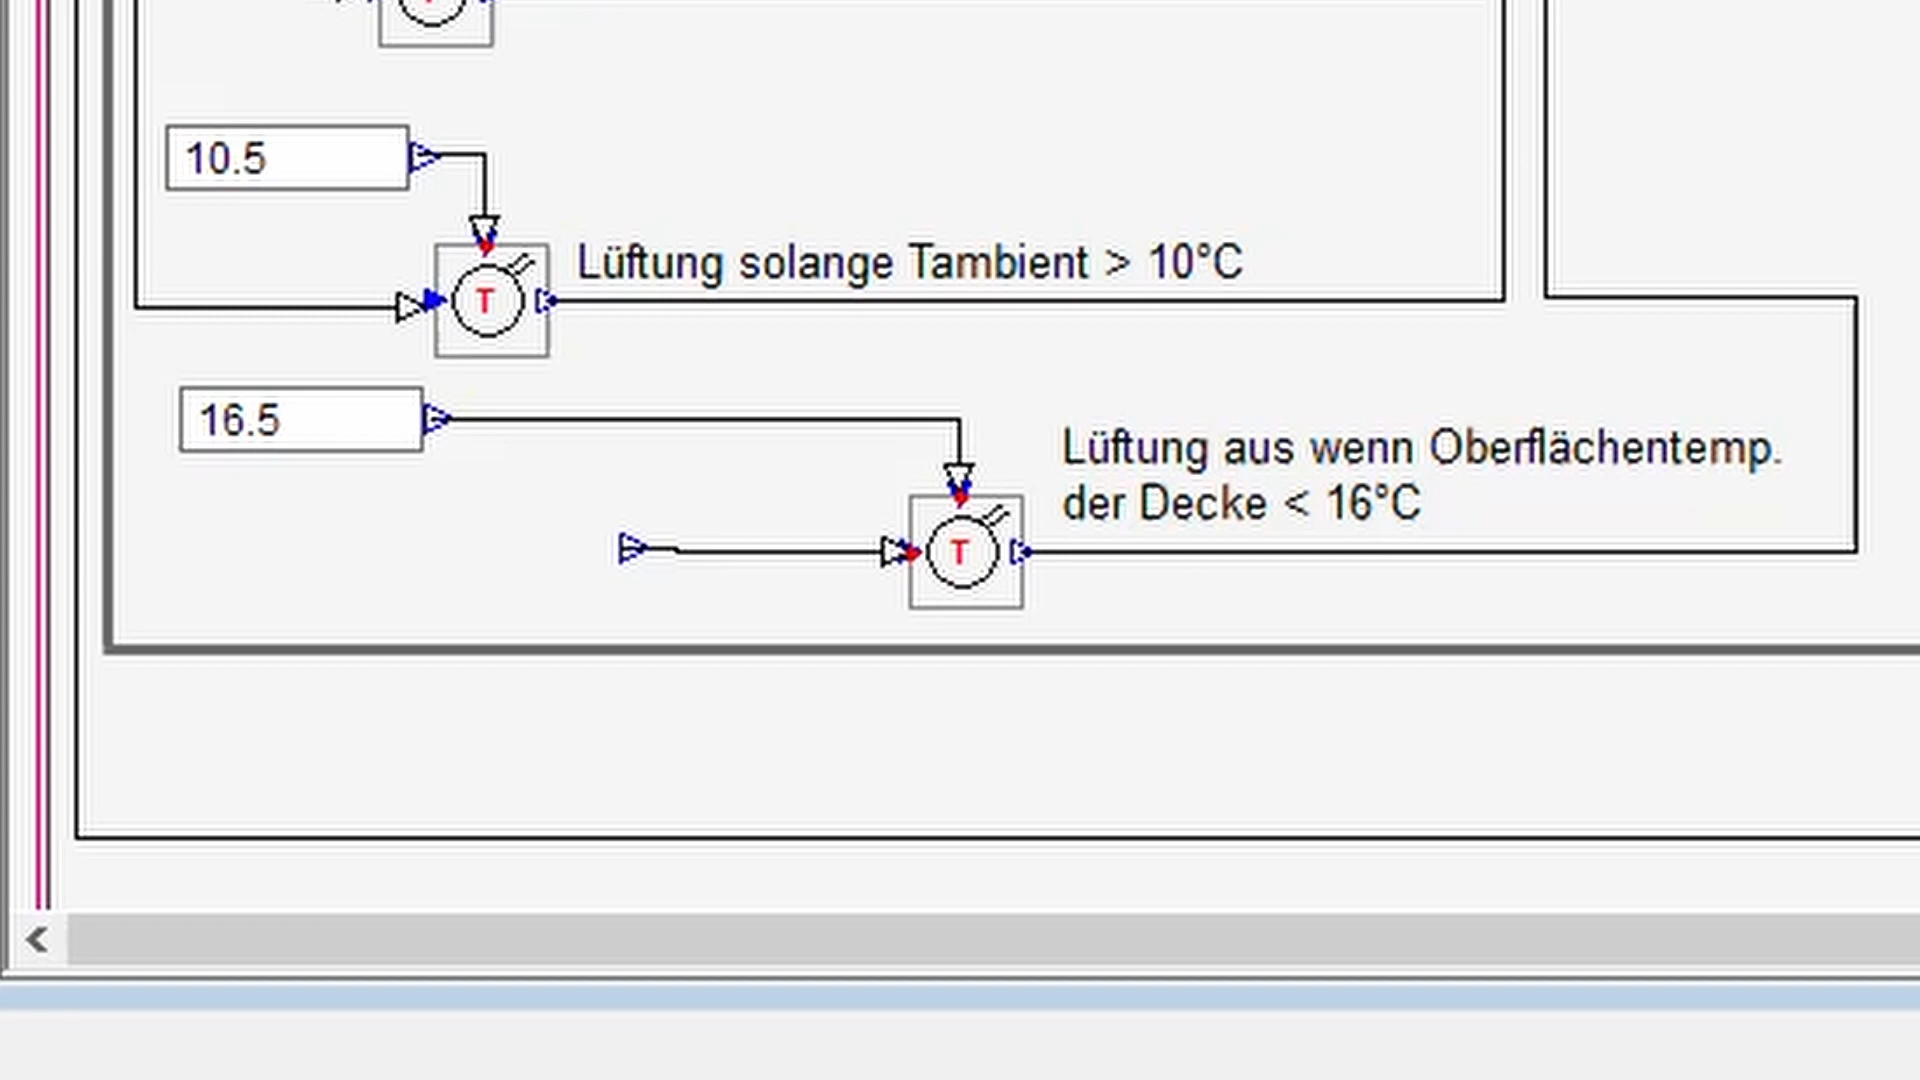 10.5
Lüftung solange Tambient > 10°C
T
16.5
Lüftung aus wenn Oberflächentemp.
der Decke < 16°C
T